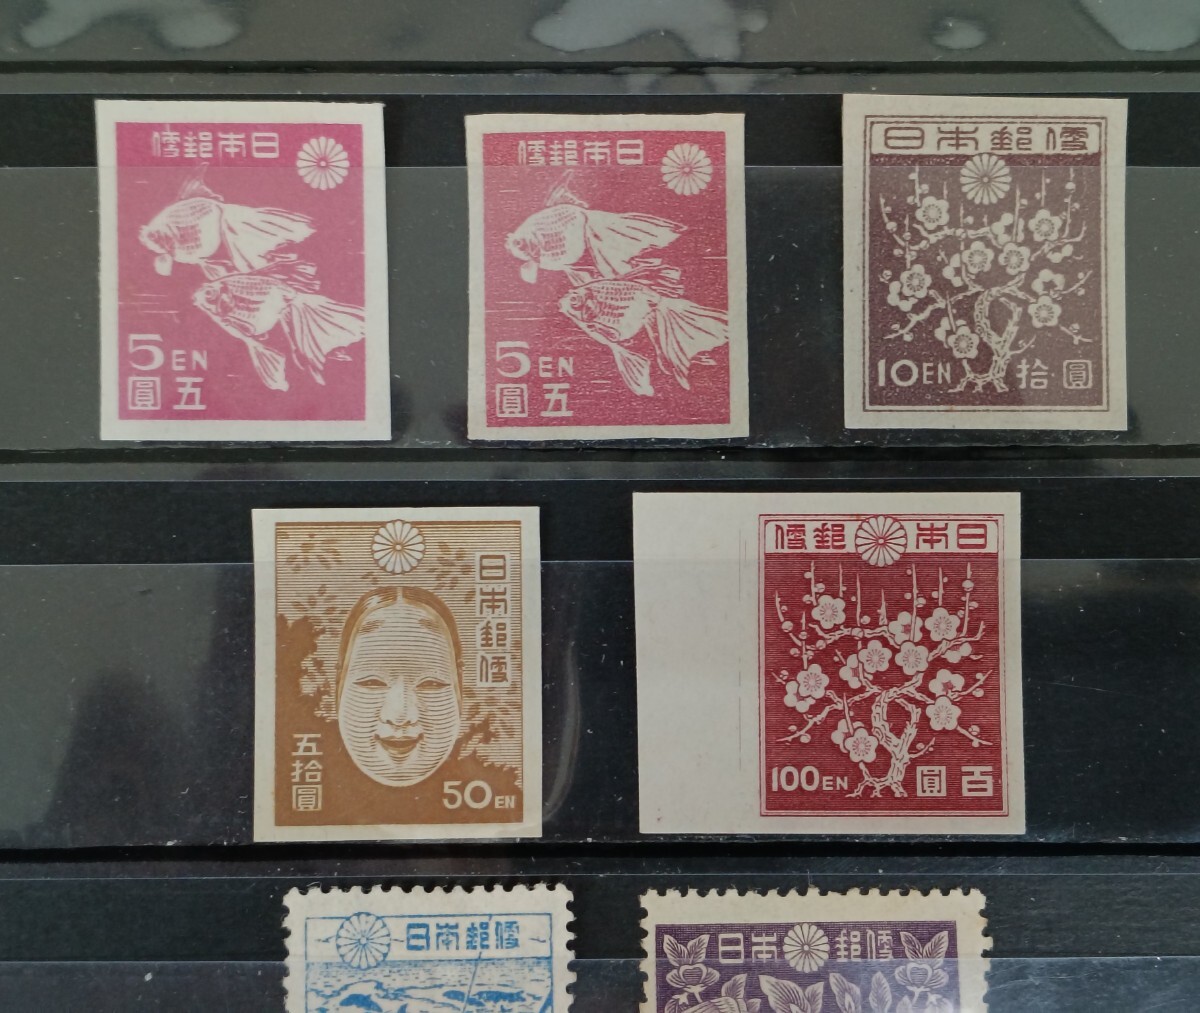 便郵本日
5EN
圓五
便郵本日
5EN
圓五
日本郵便
10EN 拾圓
日本郵便
五拾圓
50EN
便郵本日
100EN 圓百
日本郵便
日本郵便